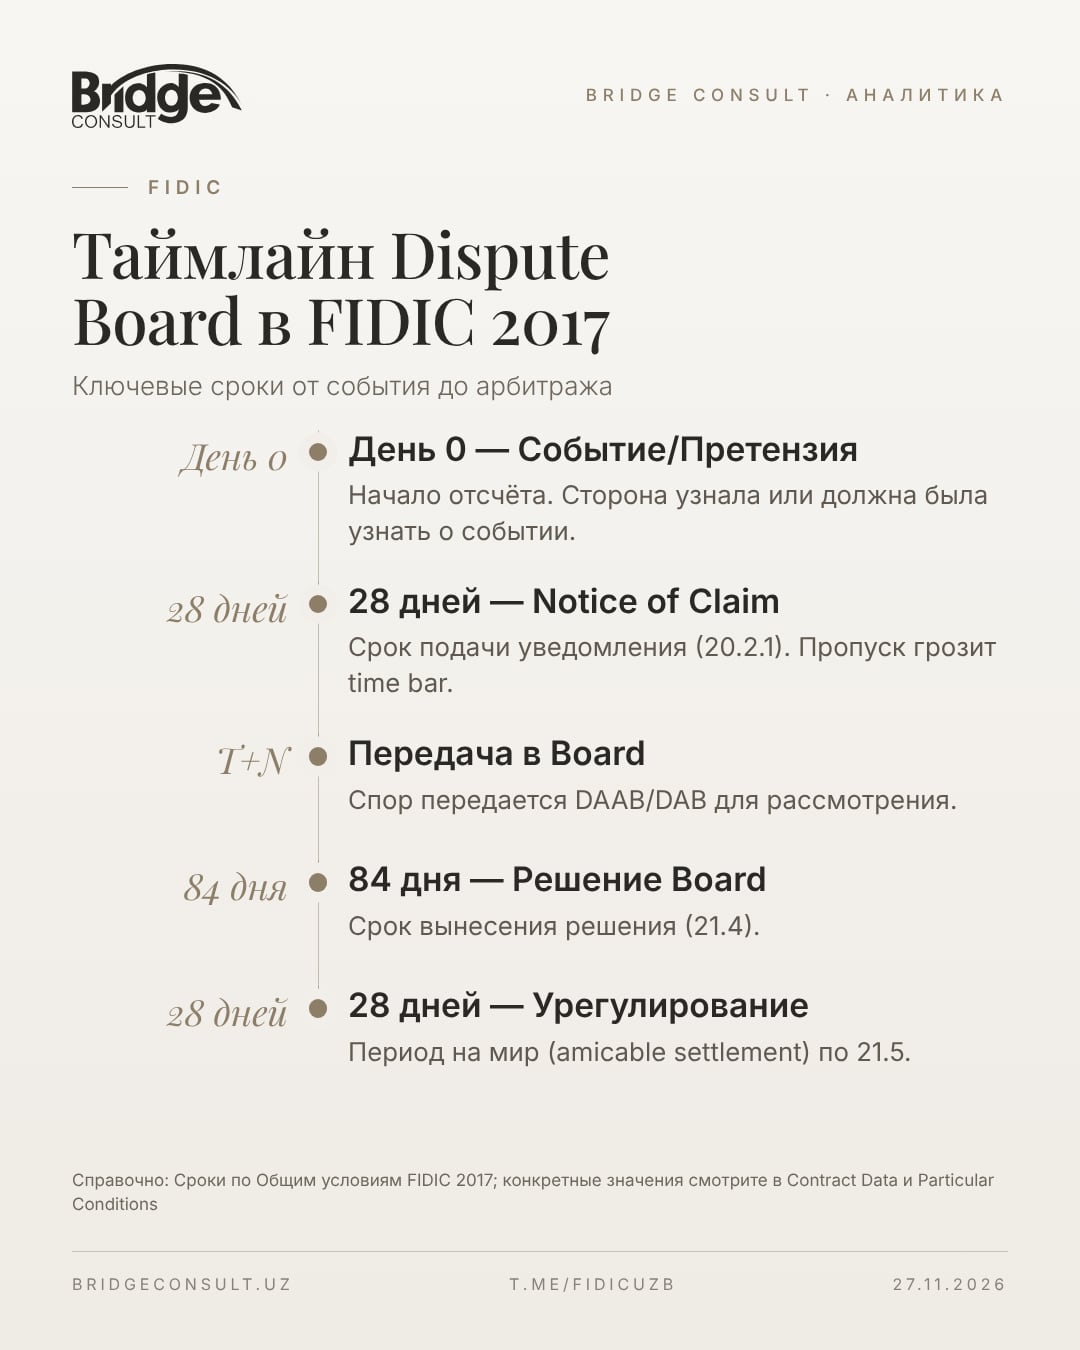 Bridge
CONSULT
BRIDGE CONSULT · АНАЛИТИКА
FIDIC
Таймлайн Dispute
Board в FIDIC 2017
Ключевые сроки от события до арбитража
День 0
День 0 — Событие/Претензия
Начало отсчёта. Сторона узнала или должна была
узнать о событии.
28 дней
28 дней — Notice of Claim
Срок подачи уведомления (20.2.1). Пропуск грозит
time bar.
T+N
Передача в Board
Спор передается DAAB/DAB для рассмотрения.
84 дня
84 дня — Решение Board
Срок вынесения решения (21.4).
28 дней
28 дней — Урегулирование
Период на мир (amicable settlement) по 21.5.
Справочно: Сроки по Общим условиям FIDIC 2017; конкретные значения смотрите в Contract Data и Particular
Conditions
BRIDGECONSULT.UZ
T.ME/FIDICUZB
27.11.2026